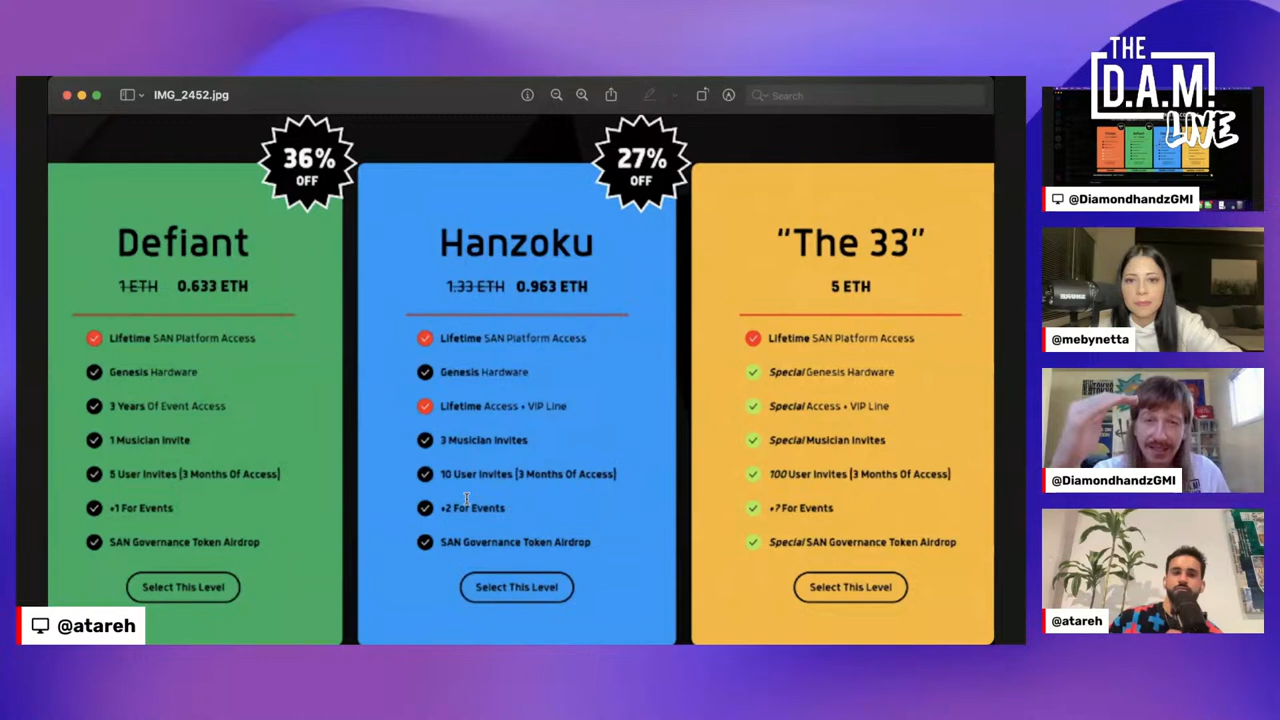 THE
D.A.M!
LIVE
IMG_2452.jpg
Search
36%
OFF
27%
OFF
Defiant
1 ETH 0.633 ETH
Lifetime SAN Platform Access
Genesis Hardware
3 Years Of Event Access
1 Musician Invite
5 User Invites (3 Months Of Access)
+1 For Events
SAN Governance Token Airdrop
Select This Level
Hanzoku
1.33 ETH 0.963 ETH
Lifetime SAN Platform Access
Genesis Hardware
Lifetime Access + VIP Line
3 Musician Invites
10 User Invites (3 Months Of Access)
+2 For Events
SAN Governance Token Airdrop
Select This Level
"The 33"
5 ETH
Lifetime SAN Platform Access
Special Genesis Hardware
Special Access + VIP Line
Special Musician Invites
100 User Invites (3 Months Of Access)
+? For Events
Special SAN Governance Token Airdrop
Select This Level
@atareh
@DiamondhandzGMI
@mebynetta
@DiamondhandzGMI
@atareh